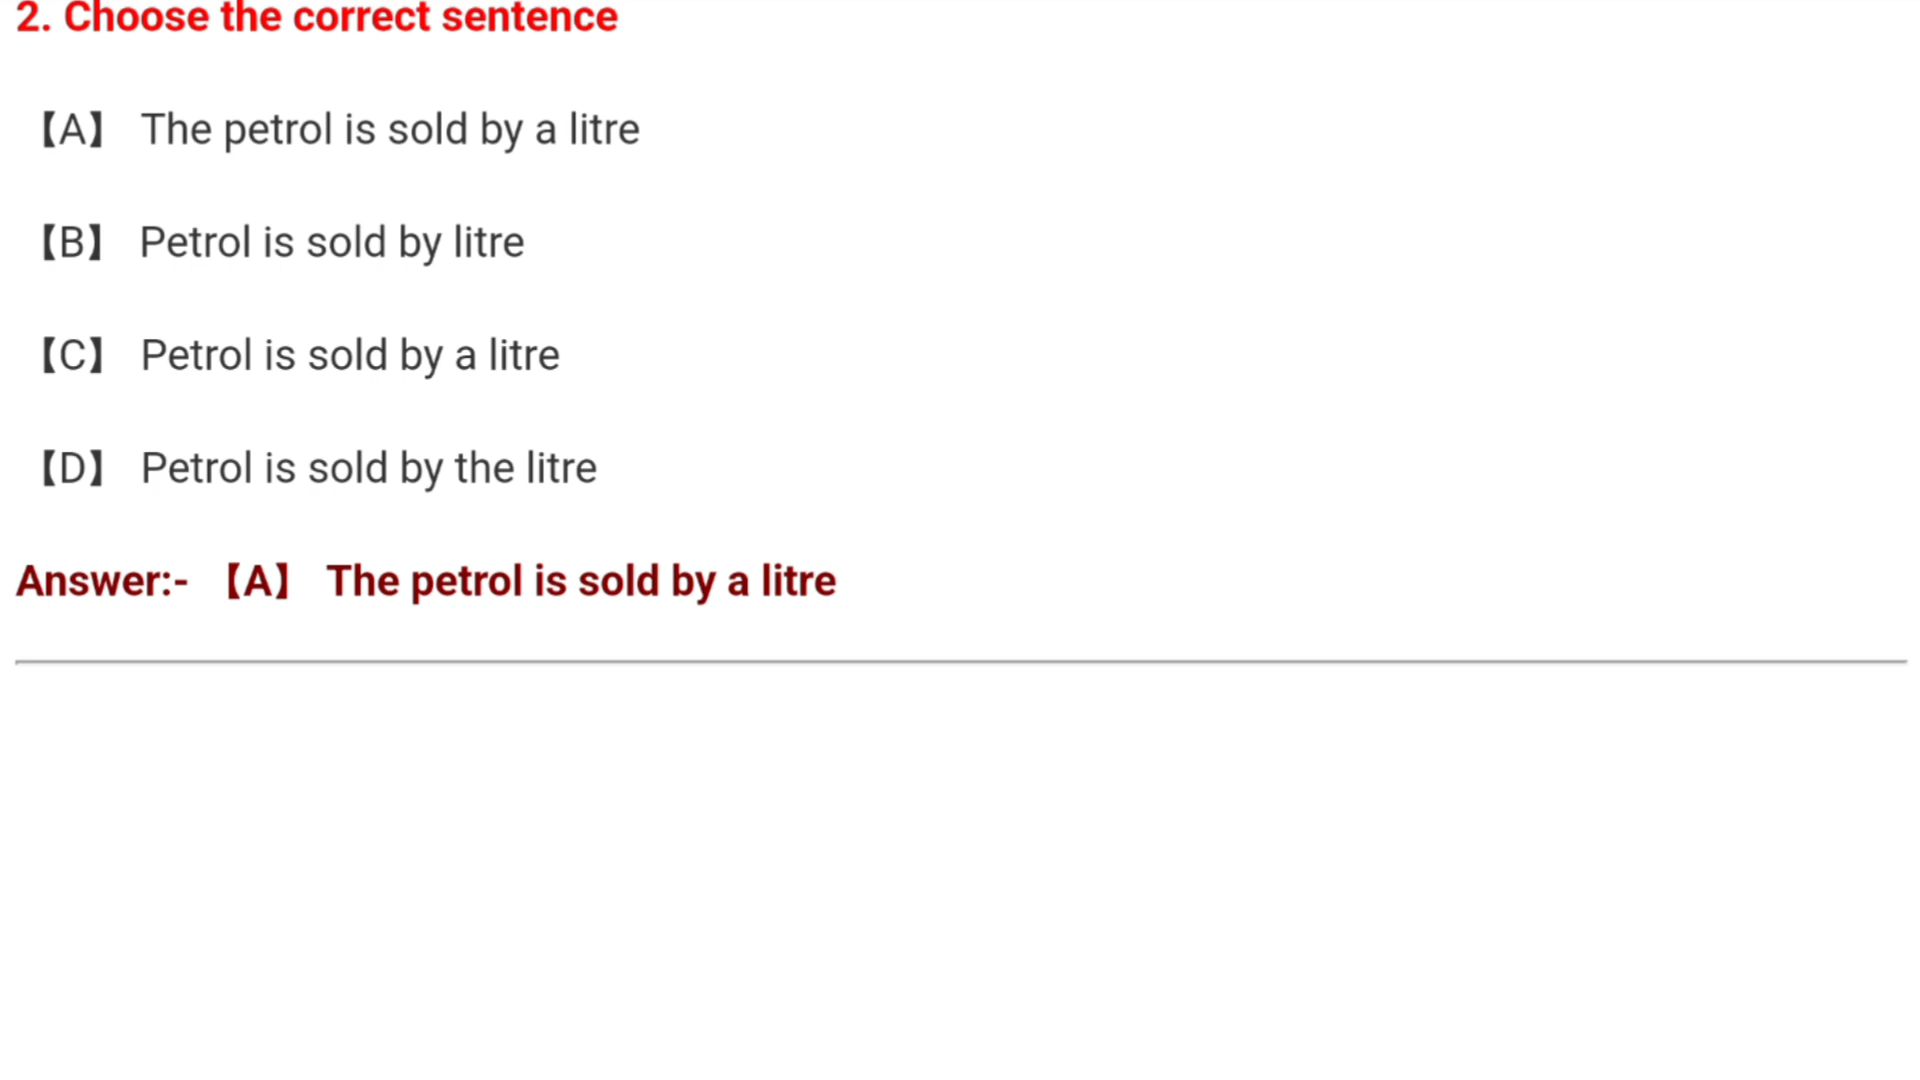 2. Choose the correct sentence
【A】 The petrol is sold by a litre
【B】 Petrol is sold by litre
【C】 Petrol is sold by a litre
【D】 Petrol is sold by the litre
Answer:- 【A】 The petrol is sold by a litre